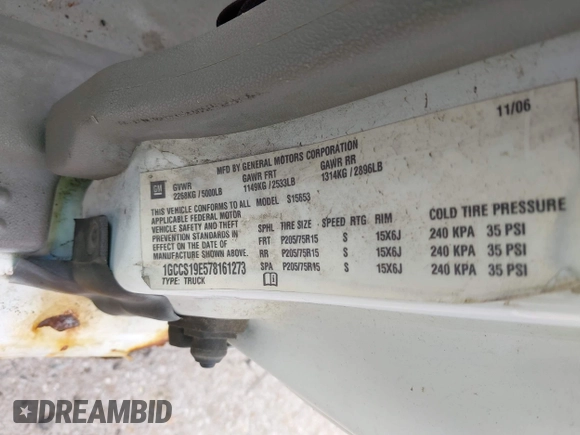 11/06
MFD BY GENERAL MOTORS CORPORATION
GM GVWR GAWR FRT GAWR RR
2268KG / 5000LB 1149KG / 2533LB 1314KG / 2896LB
THIS VEHICLE CONFORMS TO ALL MODEL S15653
APPLICABLE FEDERAL MOTOR
VEHICLE SAFETY AND THEFT
PREVENTION STANDARDS IN
EFFECT ON THE DATE OF
MANUFACTURE SHOWN ABOVE.
SPHL TIRE SIZE SPEED RTG RIM COLD TIRE PRESSURE
FRT P205/75R15 S 15X6J 240 KPA 35 PSI
RR P205/75R15 S 15X6J 240 KPA 35 PSI
SPA P205/75R15 S 15X6J 240 KPA 35 PSI
1GCCS19E578161273
TYPE: TRUCK
DREAMBID